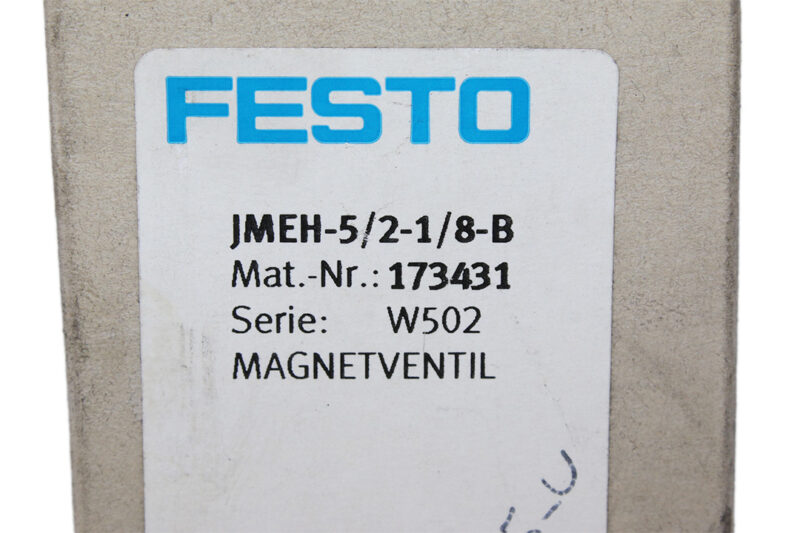 FESTO
JMEH-5/2-1/8-B
Mat.-Nr.: 173431
Serie: W502
MAGNETVENTIL